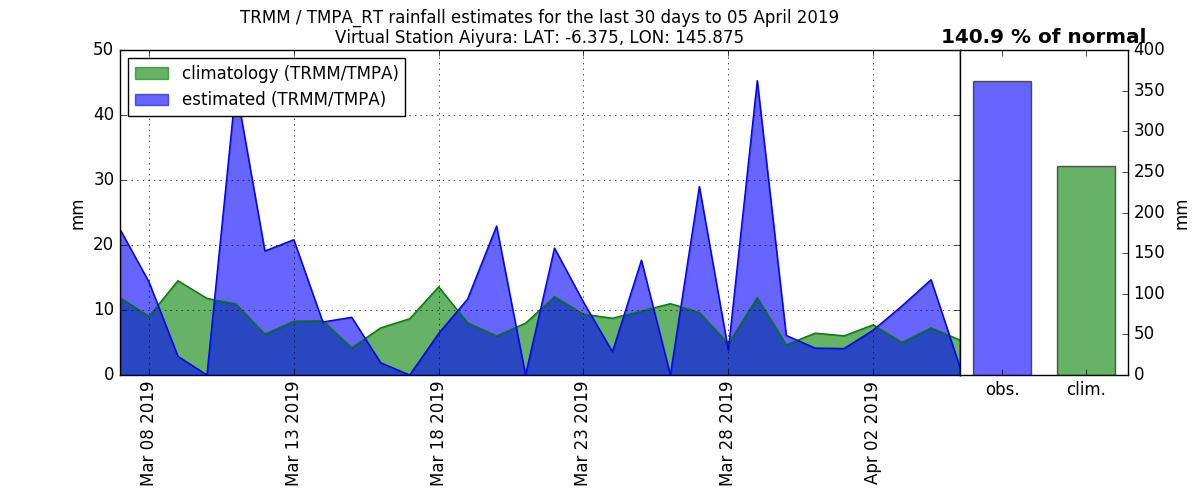 TRMM / TMPA_RT rainfall estimates for the last 30 days to 05 April 2019
Virtual Station Aiyura: LAT: -6.375, LON: 145.875
140.9 % of normal
climatology (TRMM/TMPA)
estimated (TRMM/TMPA)
mm
50
40
30
20
10
0
Mar 08 2019
Mar 13 2019
Mar 18 2019
Mar 23 2019
Mar 28 2019
Apr 02 2019
obs.
clim.
400
350
300
250
200
150
100
50
0
mm